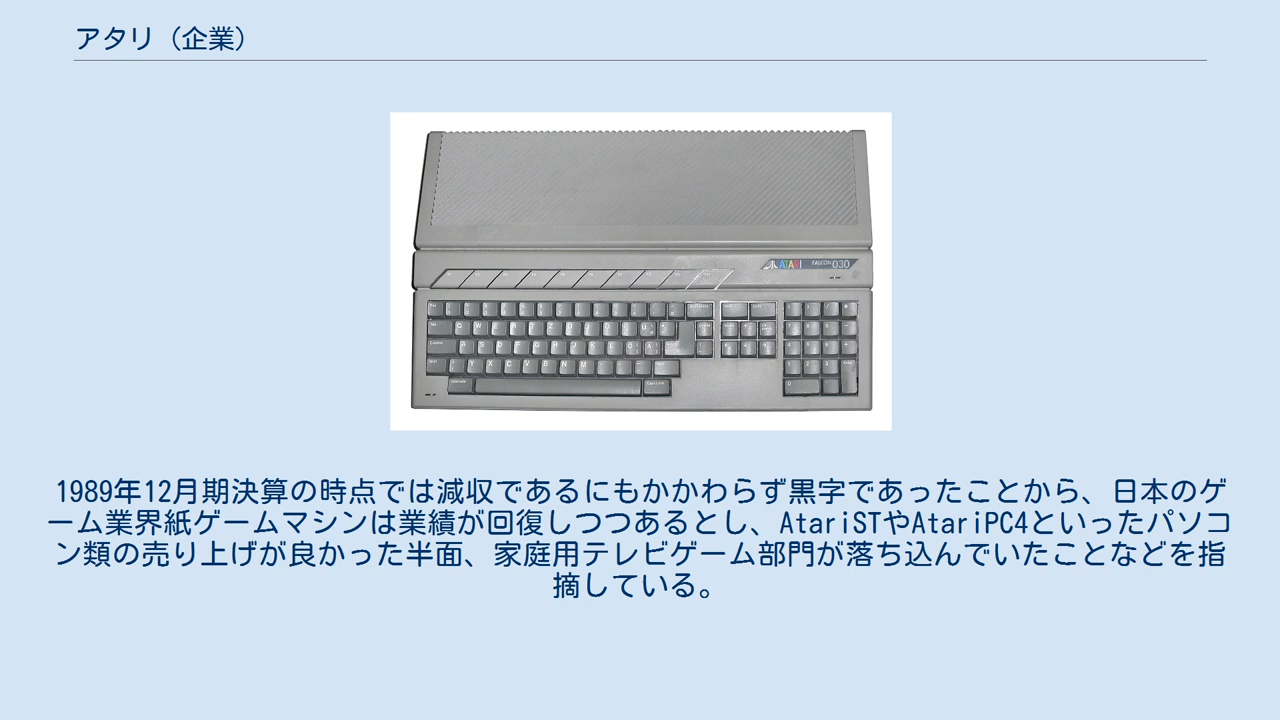 アタリ（企業）
ATARI FALCON 030
1989年12月期決算の時点では減収であるにもかかわらず黒字であったことから、日本のゲ
ーム業界紙ゲームマシンは業績が回復しつつあるとし、AtariSTやAtariPC4といったパソコ
ン類の売り上げが良かった半面、家庭用テレビゲーム部門が落ち込んでいたことなどを指
摘している。